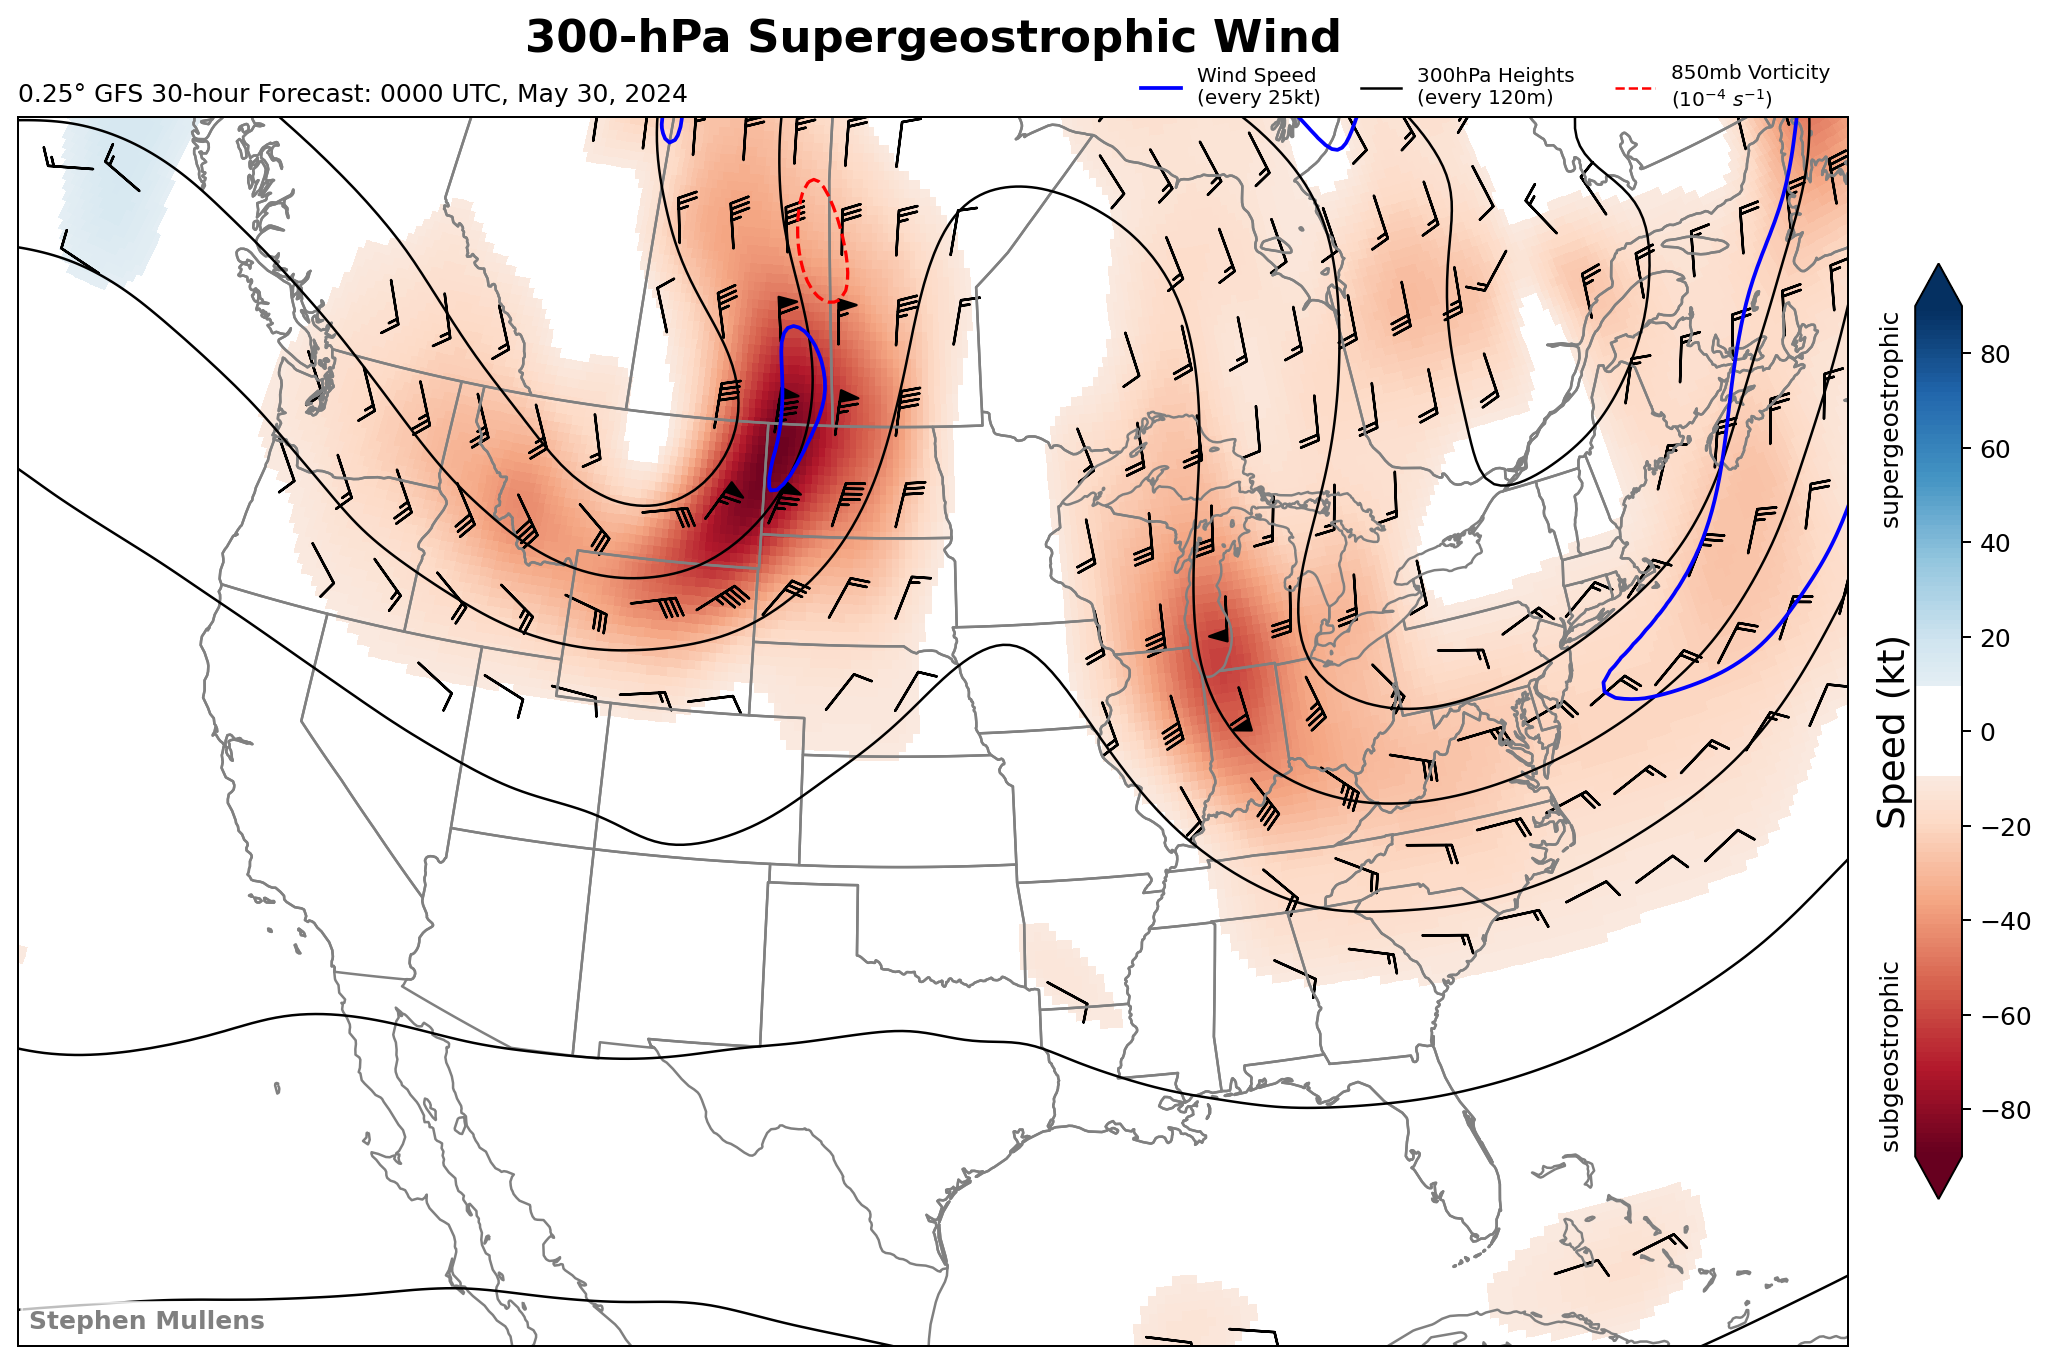 300-hPa Supergeostrophic Wind
0.25° GFS 30-hour Forecast: 0000 UTC, May 30, 2024
Wind Speed
(every 25kt)
300hPa Heights
(every 120m)
850mb Vorticity
(10⁻⁴ s⁻¹)
supergeostrophic
Speed (kt)
subgeostrophic
80
60
40
20
0
−20
−40
−60
−80
Stephen Mullens